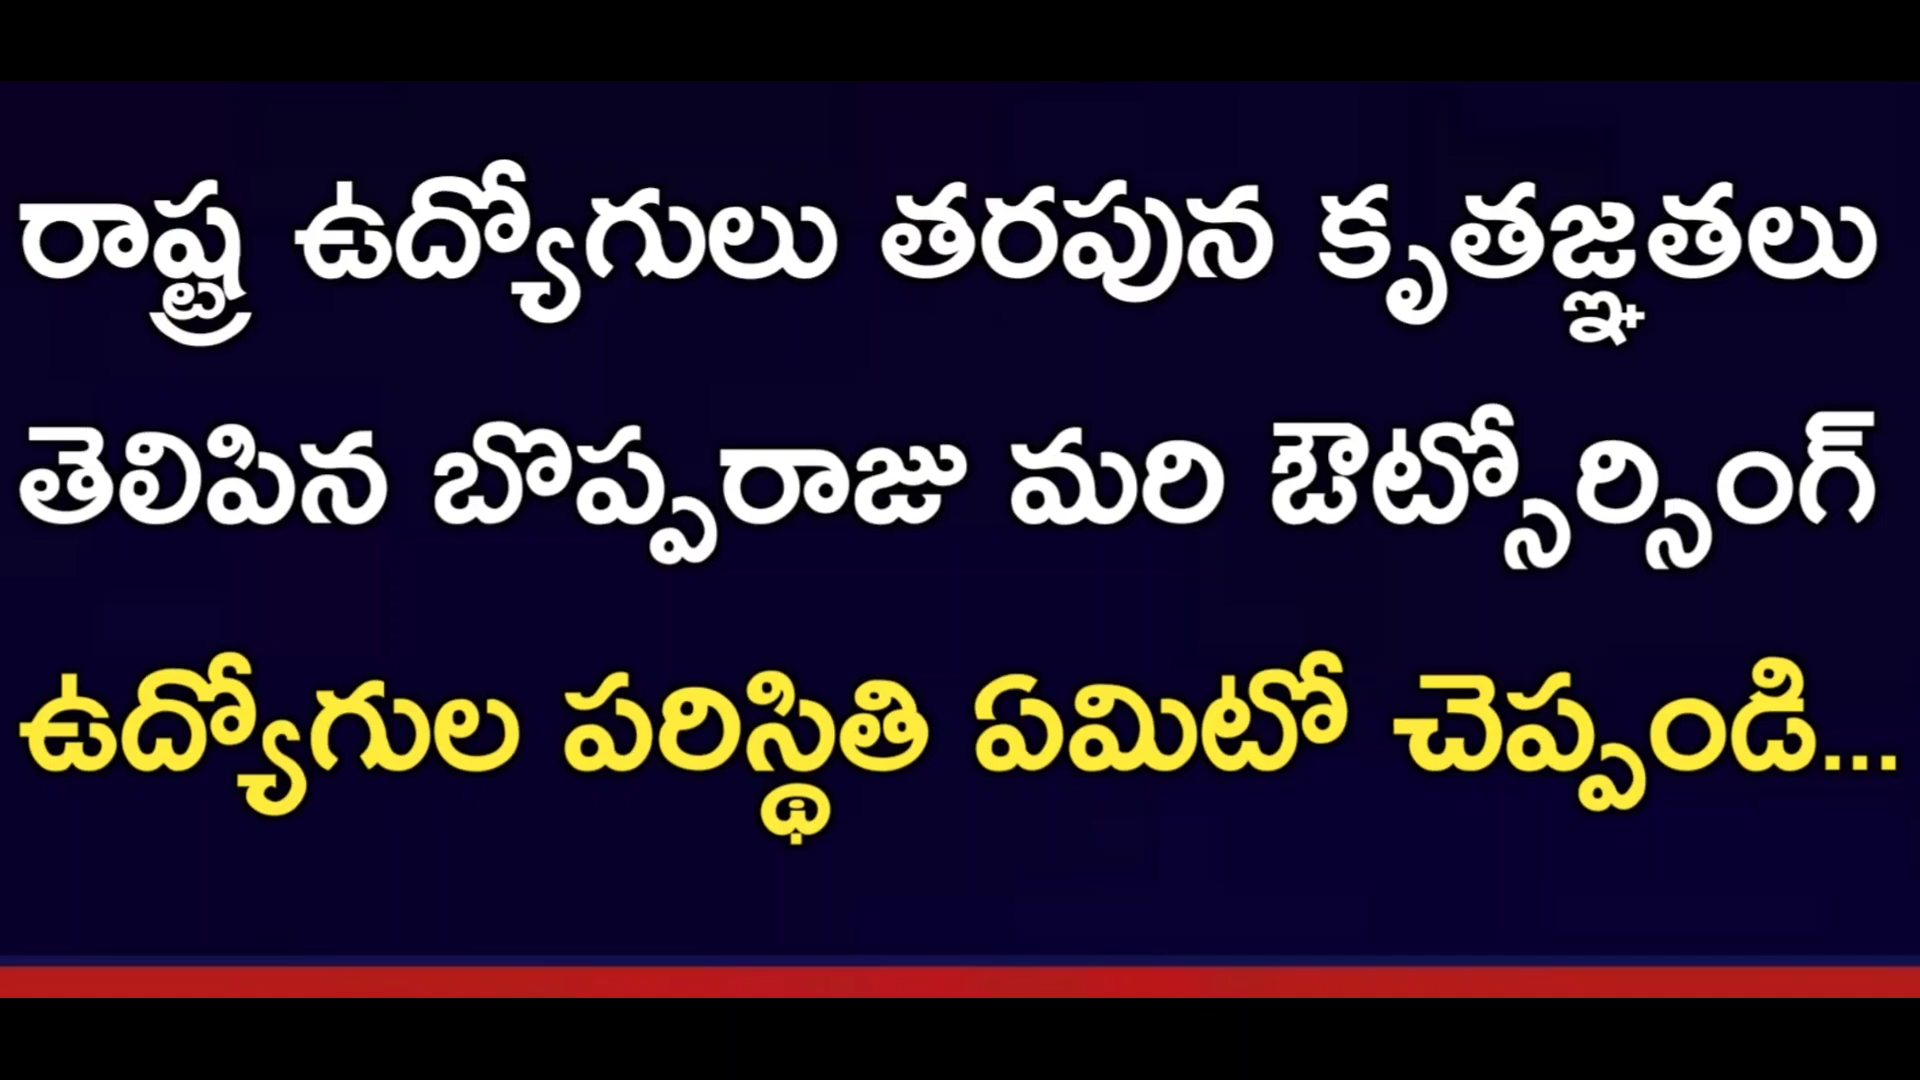 రాష్ట్ర ఉద్యోగులు తరపున కృతజ్ఞతలు
తెలిపిన బొప్పరాజు మరి ఔట్సోర్సింగ్
ఉద్యోగుల పరిస్థితి ఏమిటో చెప్పండి...